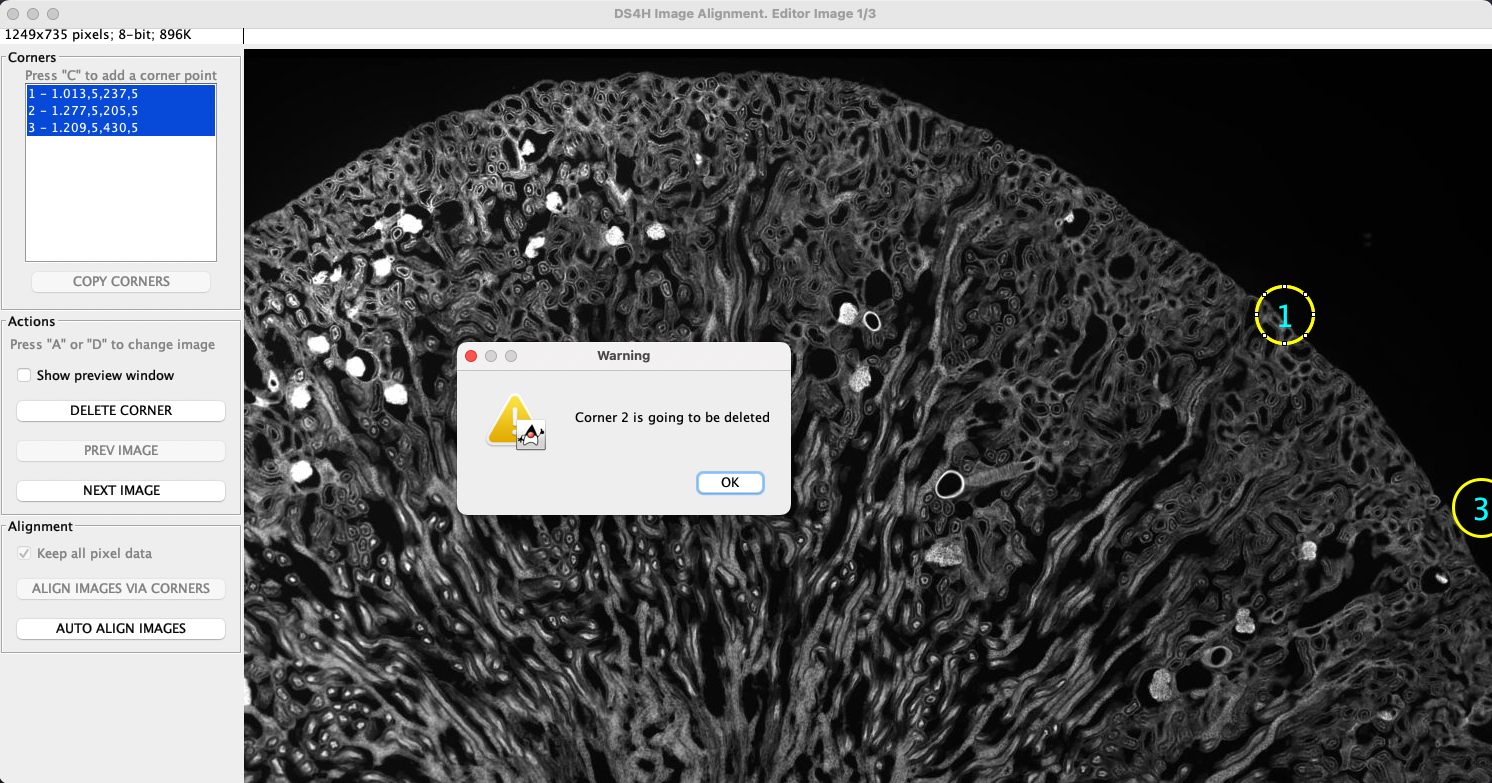 DS4H Image Alignment. Editor Image 1/3
1249x735 pixels; 8-bit; 896K
Corners
Press "C" to add a corner point
1 - 1.013,5,237,5
2 - 1.277,5,205,5
3 - 1.209,5,430,5
COPY CORNERS
Actions
Press "A" or "D" to change image
Show preview window
DELETE CORNER
PREV IMAGE
NEXT IMAGE
Alignment
Keep all pixel data
ALIGN IMAGES VIA CORNERS
AUTO ALIGN IMAGES
Warning
Corner 2 is going to be deleted
OK
1
3